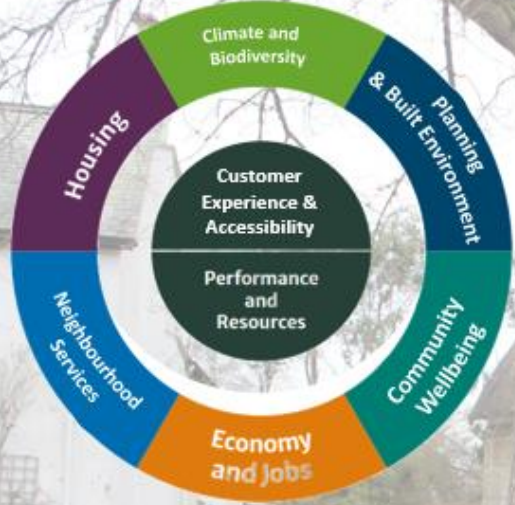 Climate and
Biodiversity
Planning
& Built Environment
Community
Wellbeing
Economy
and Jobs
Neighbourhood
Services
Housing
Customer
Experience &
Accessibility
Performance
and
Resources